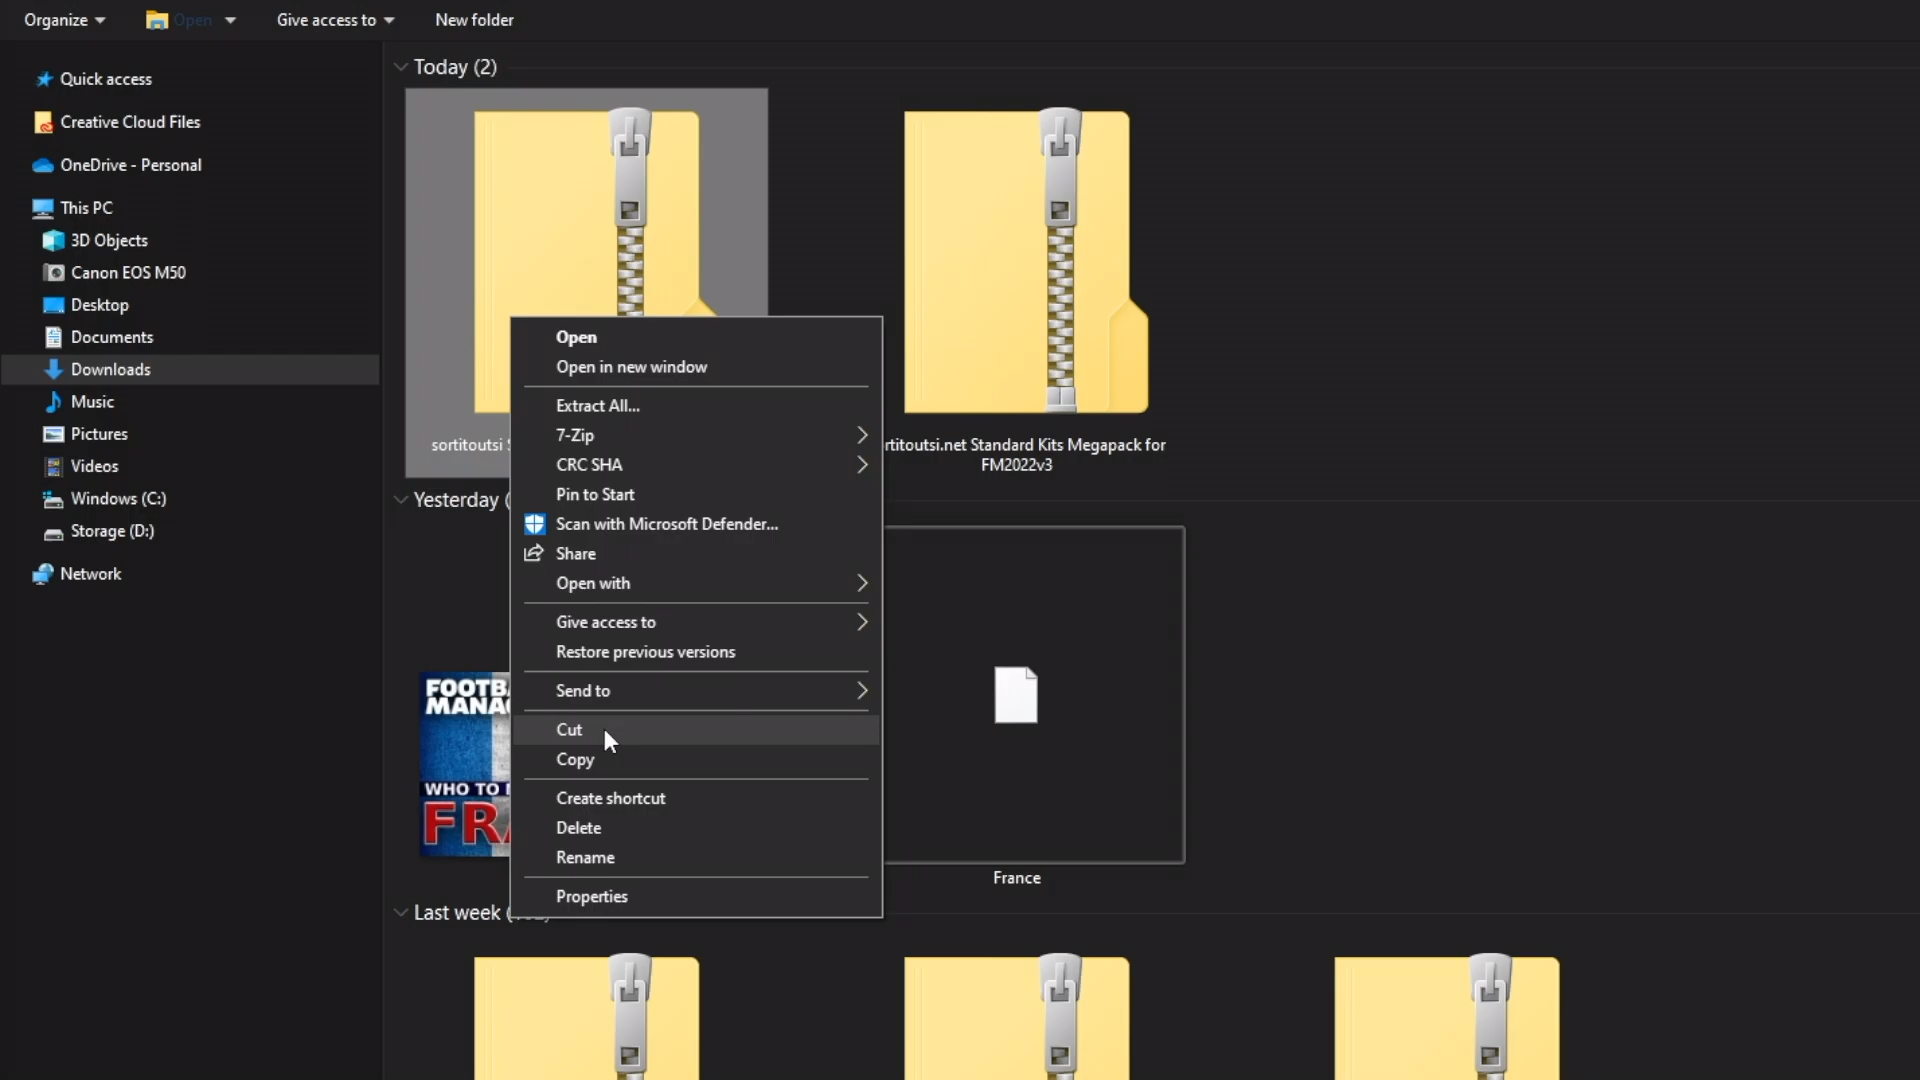 Organize
Open
Give access to
New folder
Quick access
Creative Cloud Files
OneDrive - Personal
This PC
3D Objects
Canon EOS M50
Desktop
Documents
Downloads
Music
Pictures
Videos
Windows (C:)
Storage (D:)
Network
Today (2)
sortitoutsi
rtitoutsi.net Standard Kits Megapack for
FM2022v3
Yesterday (
Open
Open in new window
Extract All...
7-Zip
CRC SHA
Pin to Start
Scan with Microsoft Defender...
Share
Open with
Give access to
Restore previous versions
Send to
Cut
Copy
Create shortcut
Delete
Rename
Properties
FOOTB
MANA
WHO TO
FRA
France
Last week (